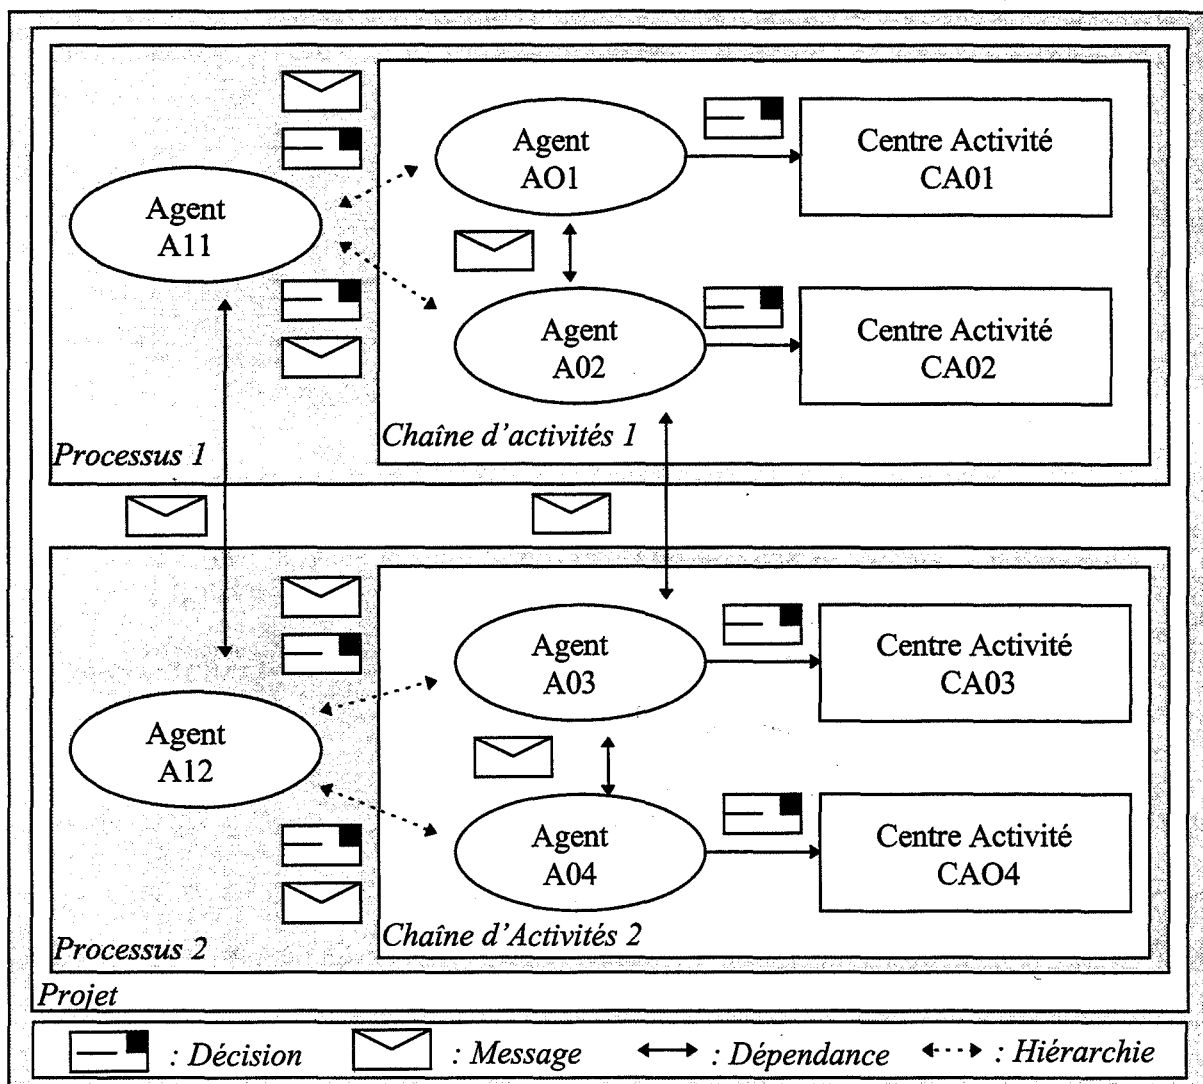 Agent
AO1
Centre Activité
CA01
Agent
A11
Agent
A02
Centre Activité
CA02
Chaîne d'activités 1
Processus 1
Agent
A03
Centre Activité
CA03
Agent
A12
Agent
A04
Centre Activité
CAO4
Chaîne d'Activités 2
Processus 2
Projet
: Décision
: Message
: Dépendance
: Hiérarchie